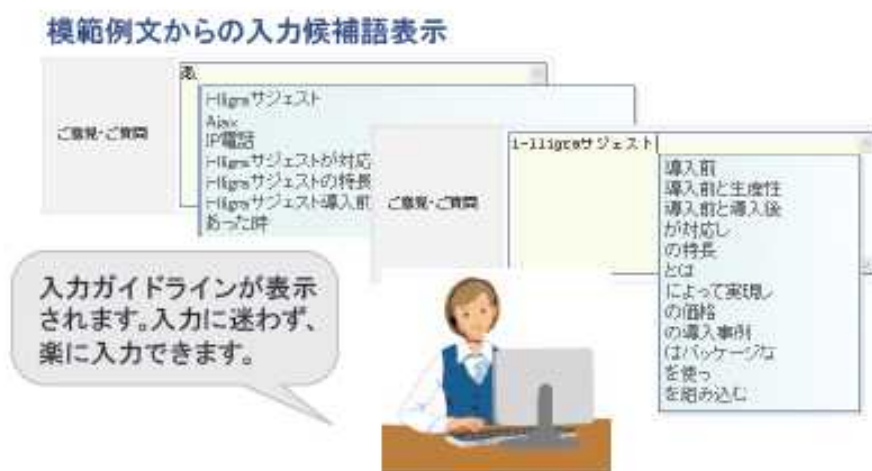 模範例文からの入力候補語表示
ご意見・ご質問
あ
i-lligraサジェスト
Ajax
IP電話
i-lligraサジェストが対応
i-lligraサジェストの特長
i-lligraサジェスト導入前
あった時
ご意見・ご質問
i-lligraサジェスト
導入前
導入前と生産性
導入前と導入後
が対応し
の特長
とは
によって実現し
の価格
の導入事例
はパッケージな
を使っ
を組み込む
入力ガイドラインが表示
されます。入力に迷わず、
楽に入力できます。